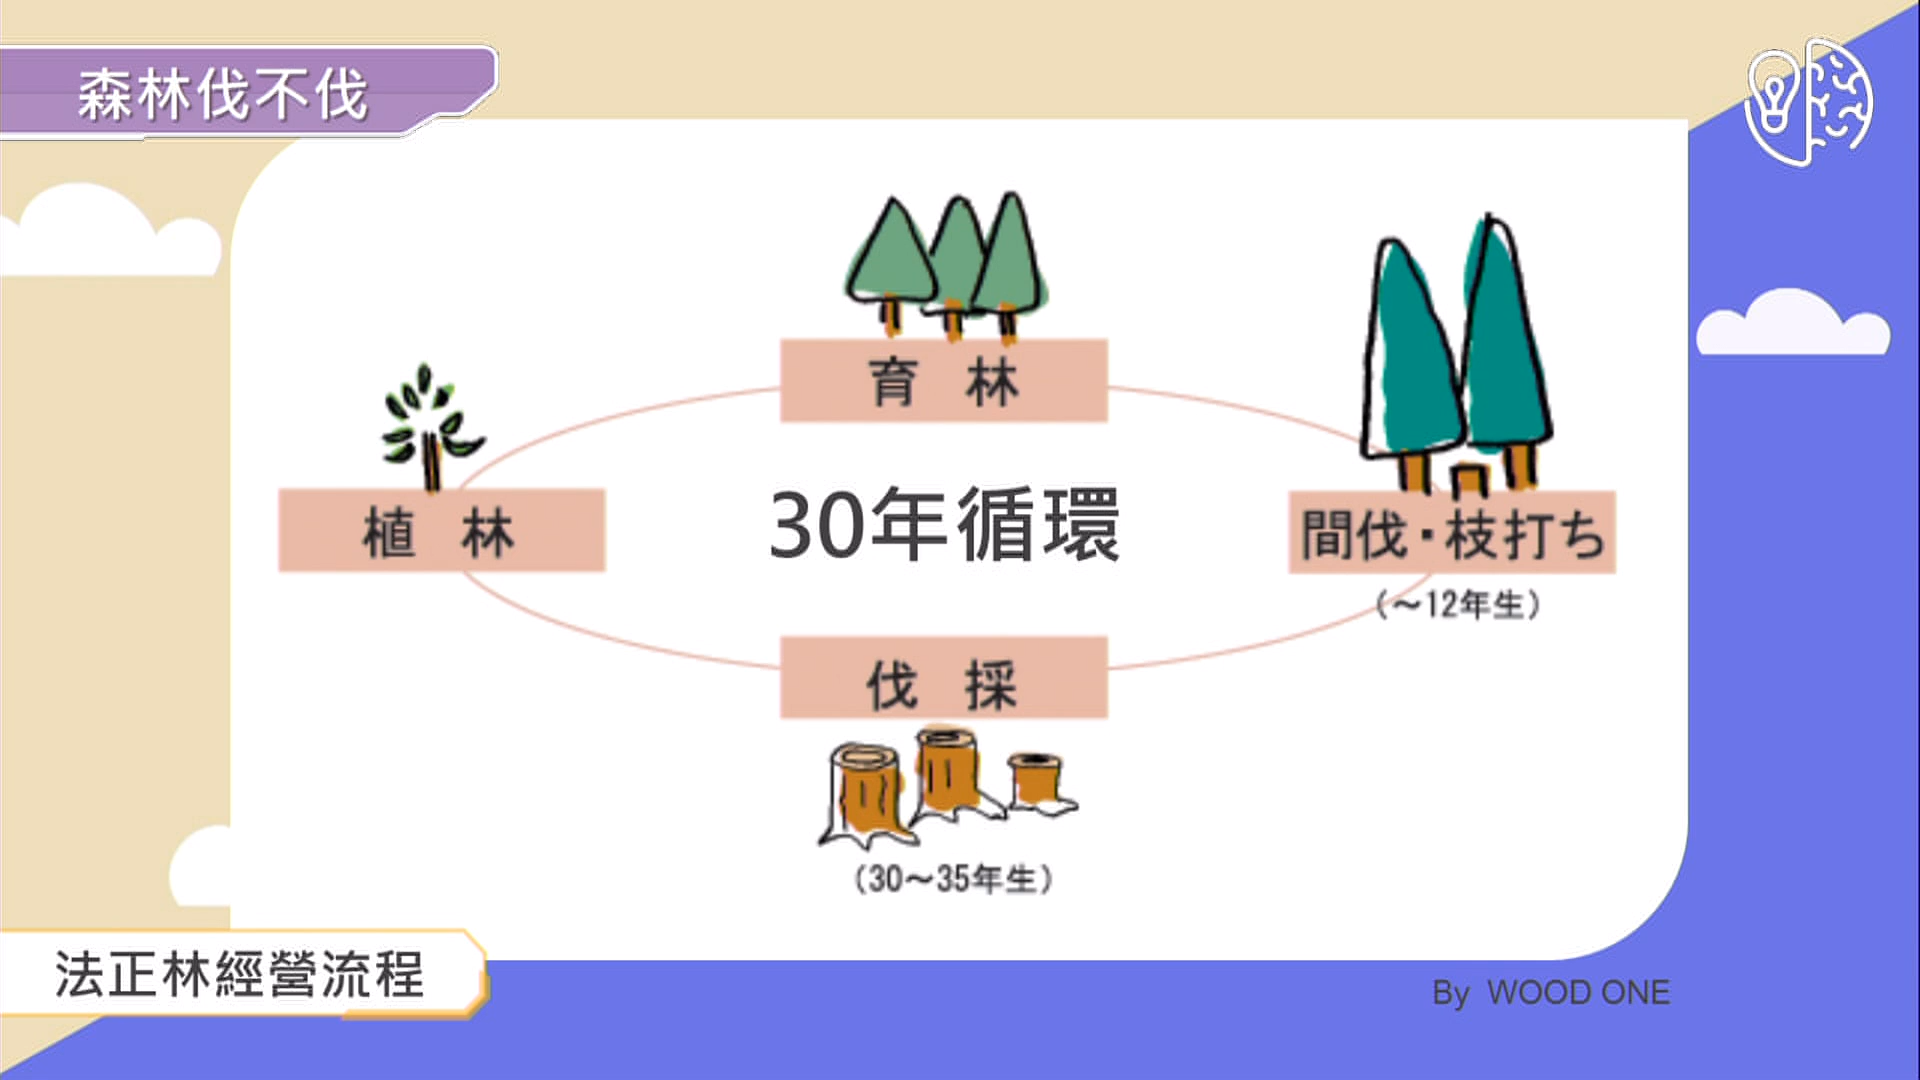 森林伐不伐
育 林
植 林
30年循環
間伐・枝打ち
（～12年生）
伐 採
（30～35年生）
法正林經營流程
By WOOD ONE